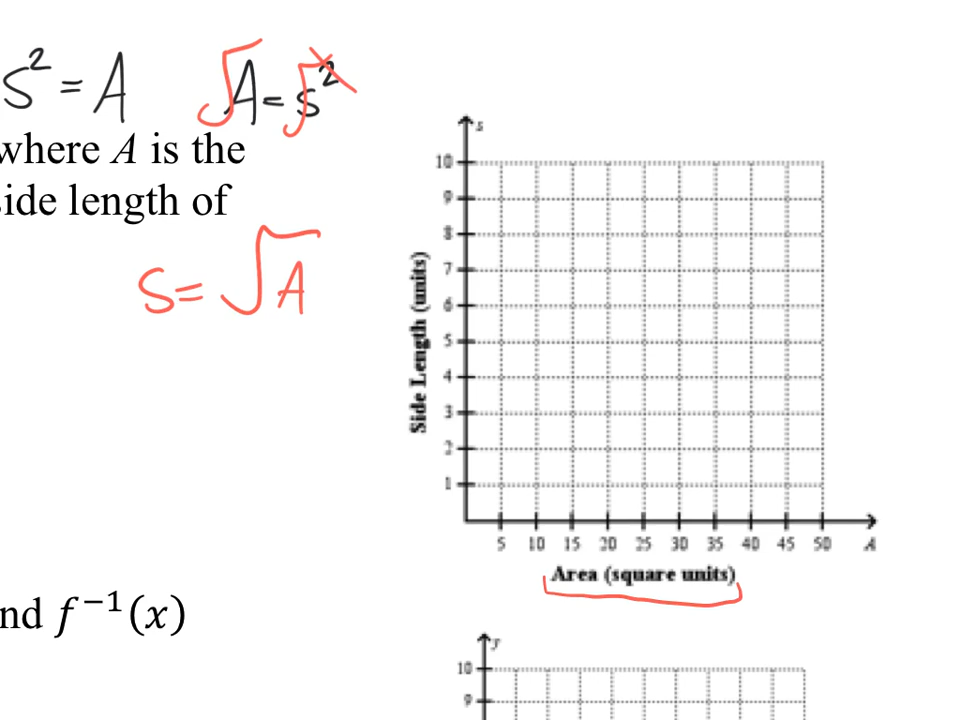 s² = A √A = √s²
where A is the
side length of
s = √A
s
10
9
8
7
6
5
4
3
2
1
Side Length (units)
5 10 15 20 25 30 35 40 45 50 A
Area (square units)
nd f⁻¹(x)
y
10
9